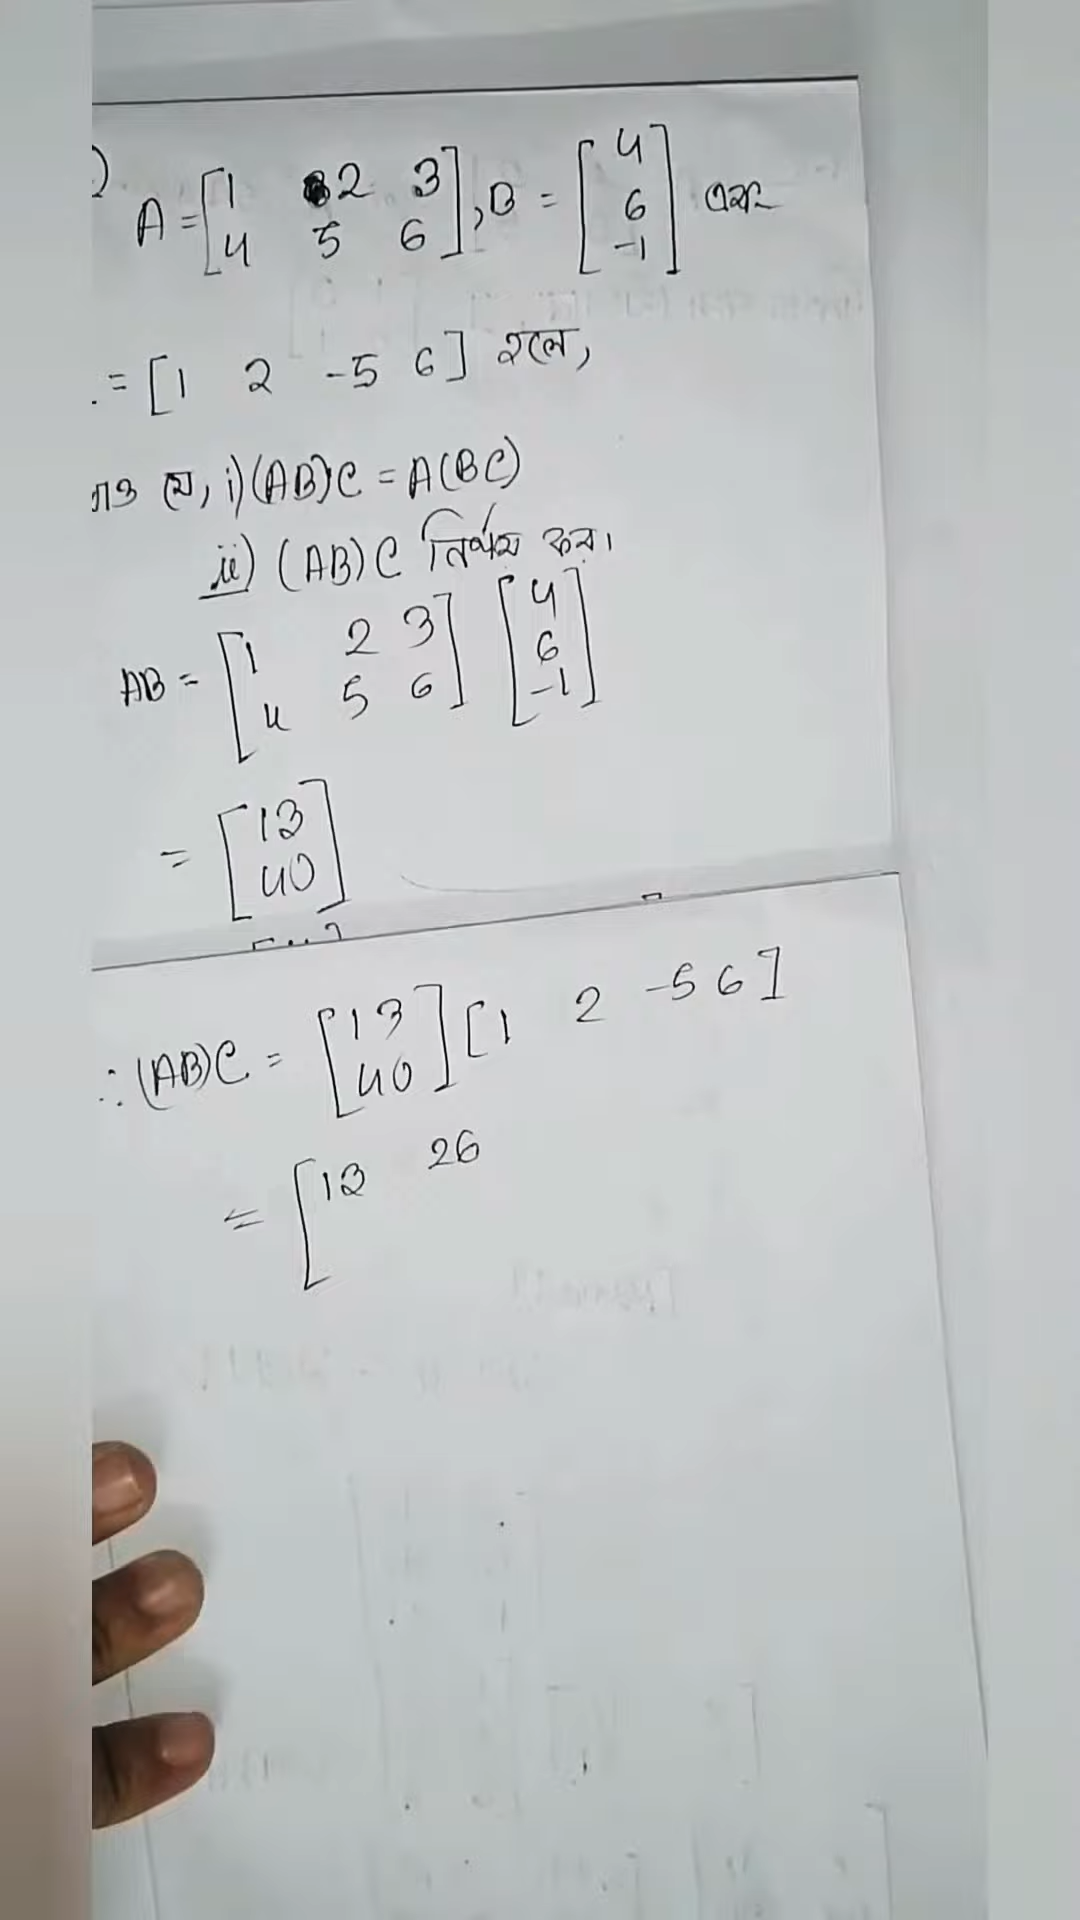 ) A = [1 2 3
4 5 6], B = [4
6
-1] এবং
= [1 2 -5 6] হলে,
যে, i) (AB)C = A(BC)
ii) (AB)C নির্ণয় কর।
AB = [1 2 3
4 5 6] [4
6
-1]
= [13
40]
∴ (AB)C = [13
40] [1 2 -5 6]
= [13 26